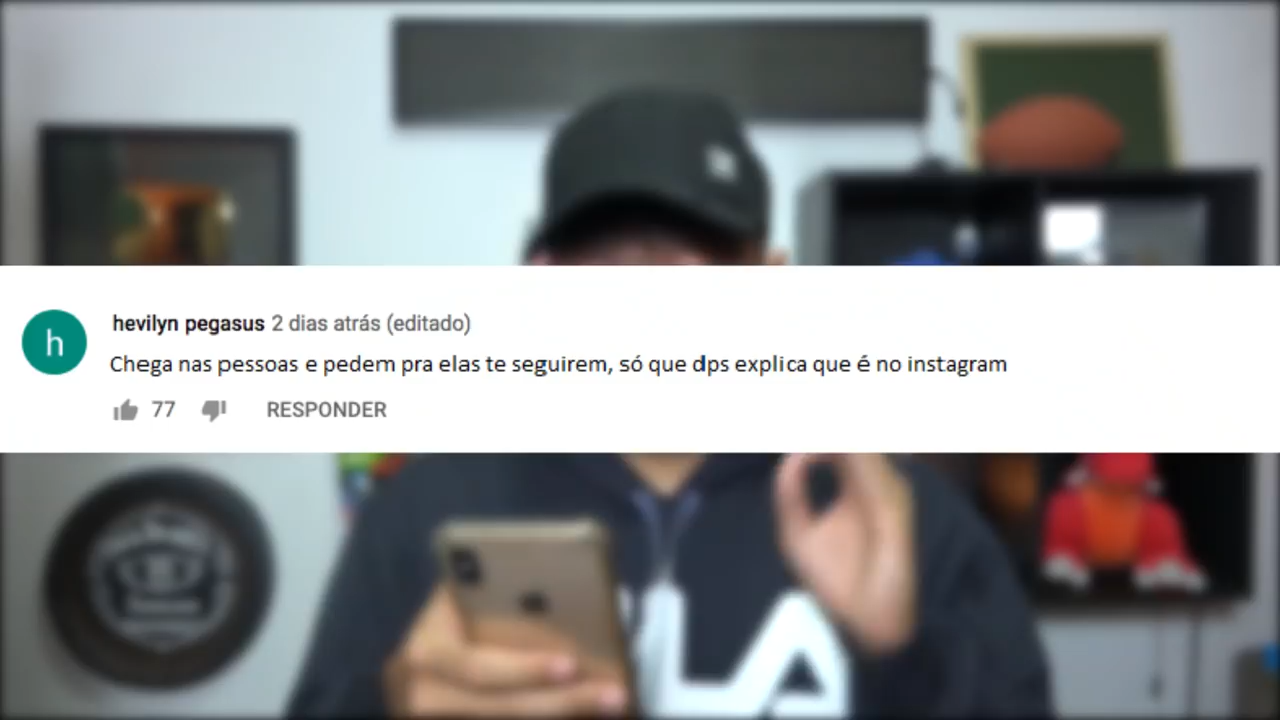 h
hevilyn pegasus 2 dias atrás (editado)
Chega nas pessoas e pedem pra elas te seguirem, só que dps explica que é no instagram
77 RESPONDER